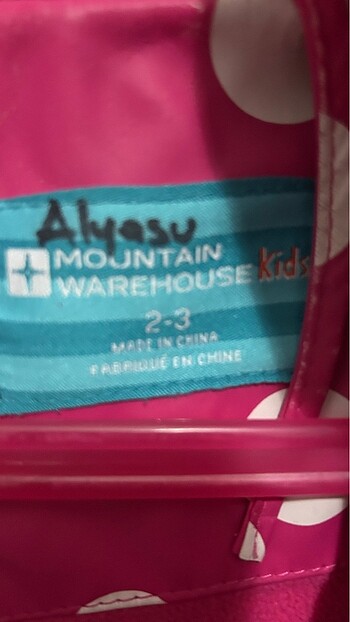 Alyasu
MOUNTAIN
WAREHOUSE Kids
2-3
MADE IN CHINA
FABRIQUÉ EN CHINE